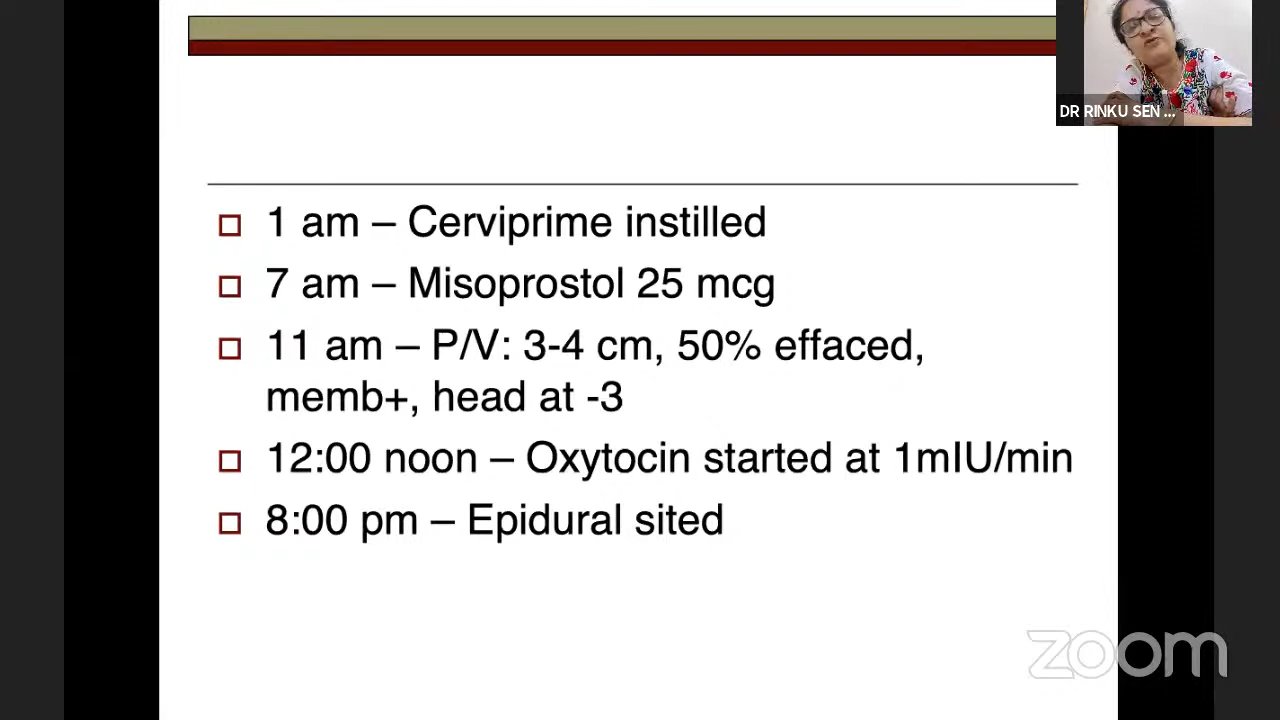 DR RINKU SEN ...
1 am – Cerviprime instilled
7 am – Misoprostol 25 mcg
11 am – P/V: 3-4 cm, 50% effaced,
memb+, head at -3
12:00 noon – Oxytocin started at 1mIU/min
8:00 pm – Epidural sited
zoom